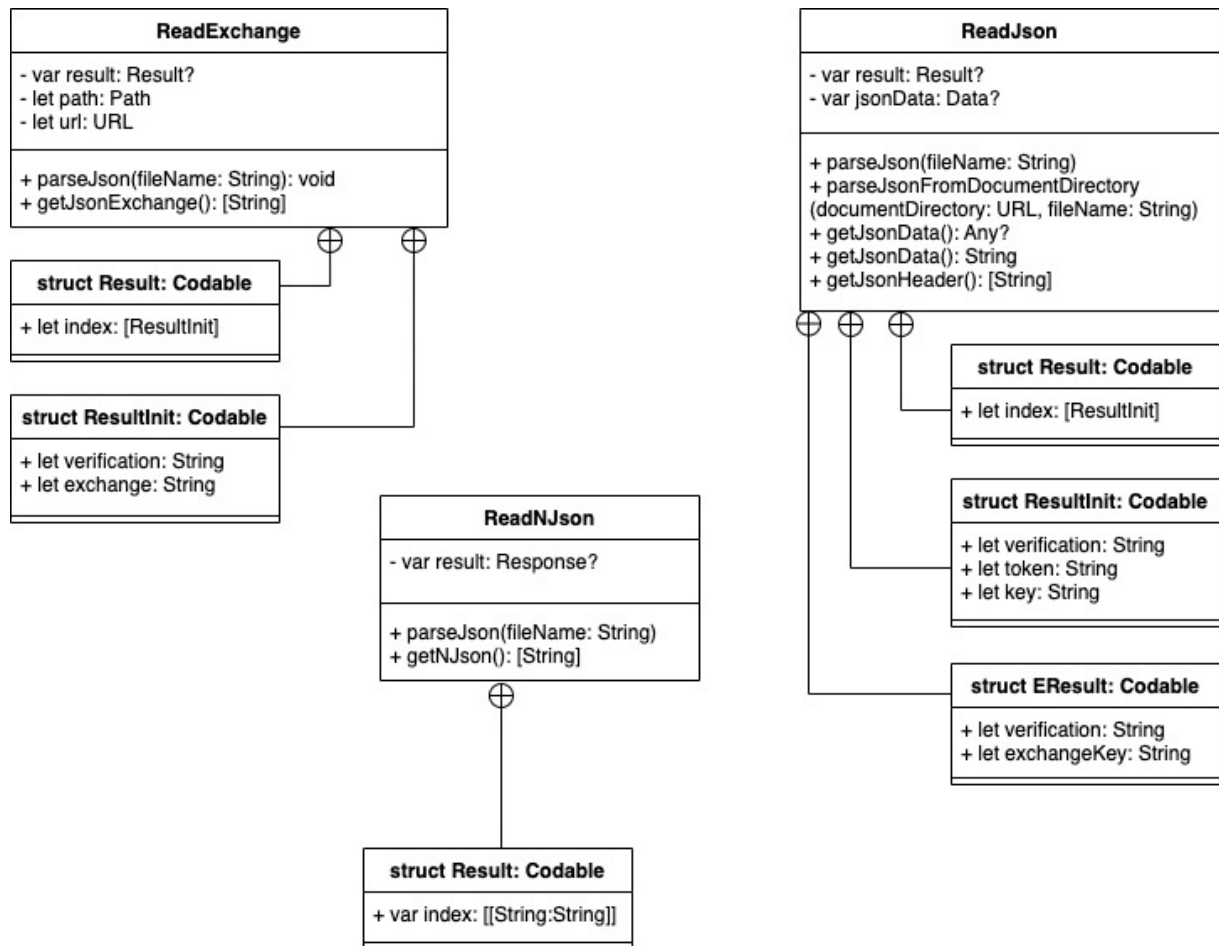 ReadExchange
- var result: Result?
- let path: Path
- let url: URL
+ parseJson(fileName: String): void
+ getJsonExchange(): [String]
struct Result: Codable
+ let index: [ResultInit]
struct ResultInit: Codable
+ let verification: String
+ let exchange: String
ReadNJson
- var result: Response?
+ parseJson(fileName: String)
+ getNJson(): [String]
struct Result: Codable
+ var index: [[String:String]]
ReadJson
- var result: Result?
- var jsonData: Data?
+ parseJson(fileName: String)
+ parseJsonFromDocumentDirectory
(documentDirectory: URL, fileName: String)
+ getJsonData(): Any?
+ getJsonData(): String
+ getJsonHeader(): [String]
struct Result: Codable
+ let index: [ResultInit]
struct ResultInit: Codable
+ let verification: String
+ let token: String
+ let key: String
struct EResult: Codable
+ let verification: String
+ let exchangeKey: String